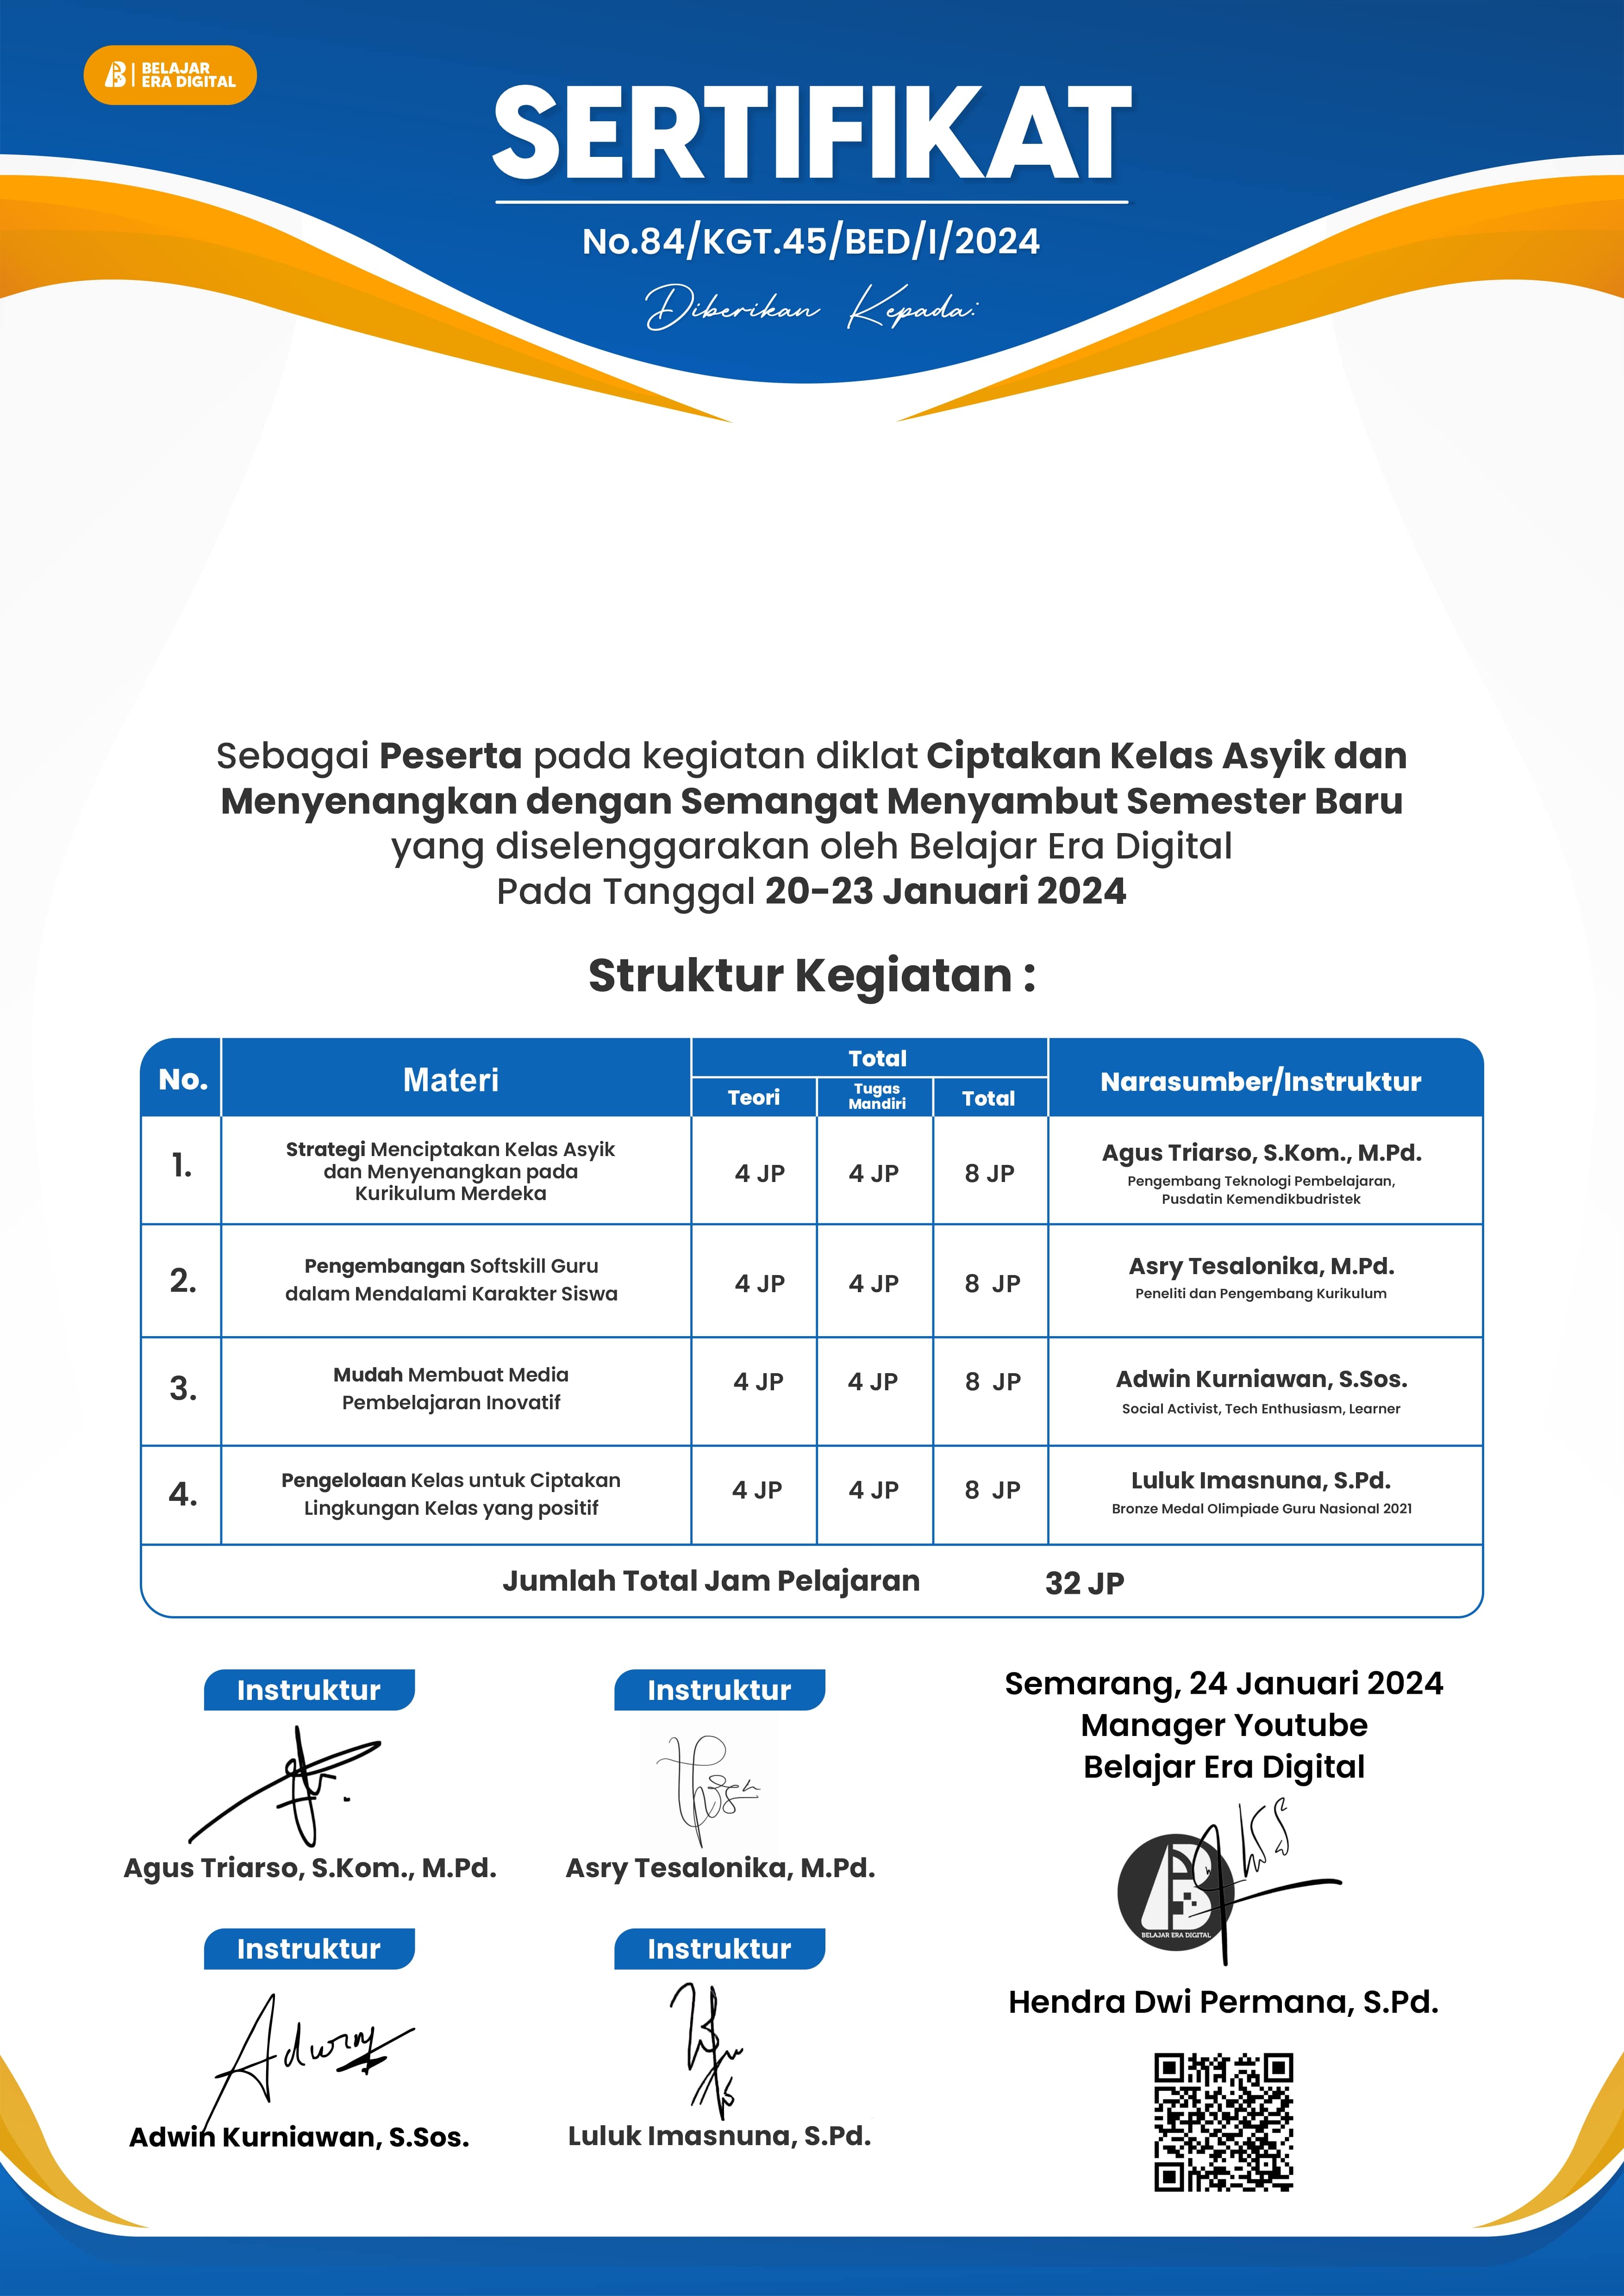 BELAJAR
ERA DIGITAL
SERTIFIKAT
No.84/KGT.45/BED/I/2024
Diberikan Kepada:
Sebagai Peserta pada kegiatan diklat Ciptakan Kelas Asyik dan
Menyenangkan dengan Semangat Menyambut Semester Baru
yang diselenggarakan oleh Belajar Era Digital
Pada Tanggal 20-23 Januari 2024
Struktur Kegiatan :
No.
Materi
Total
Teori
Tugas
Mandiri
Total
Narasumber/Instruktur
1.
Strategi Menciptakan Kelas Asyik
dan Menyenangkan pada
Kurikulum Merdeka
4 JP
4 JP
8 JP
Agus Triarso, S.Kom., M.Pd.
Pengembang Teknologi Pembelajaran,
Pusdatin Kemendikbudristek
2.
Pengembangan Softskill Guru
dalam Mendalami Karakter Siswa
4 JP
4 JP
8 JP
Asry Tesalonika, M.Pd.
Peneliti dan Pengembang Kurikulum
3.
Mudah Membuat Media
Pembelajaran Inovatif
4 JP
4 JP
8 JP
Adwin Kurniawan, S.Sos.
Social Activist, Tech Enthusiasm, Learner
4.
Pengelolaan Kelas untuk Ciptakan
Lingkungan Kelas yang positif
4 JP
4 JP
8 JP
Luluk Imasnuna, S.Pd.
Bronze Medal Olimpiade Guru Nasional 2021
Jumlah Total Jam Pelajaran 32 JP
Instruktur
Agus Triarso, S.Kom., M.Pd.
Instruktur
Asry Tesalonika, M.Pd.
Semarang, 24 Januari 2024
Manager Youtube
Belajar Era Digital
BELAJAR ERA DIGITAL
Hendra Dwi Permana, S.Pd.
Instruktur
Adwin Kurniawan, S.Sos.
Instruktur
Luluk Imasnuna, S.Pd.